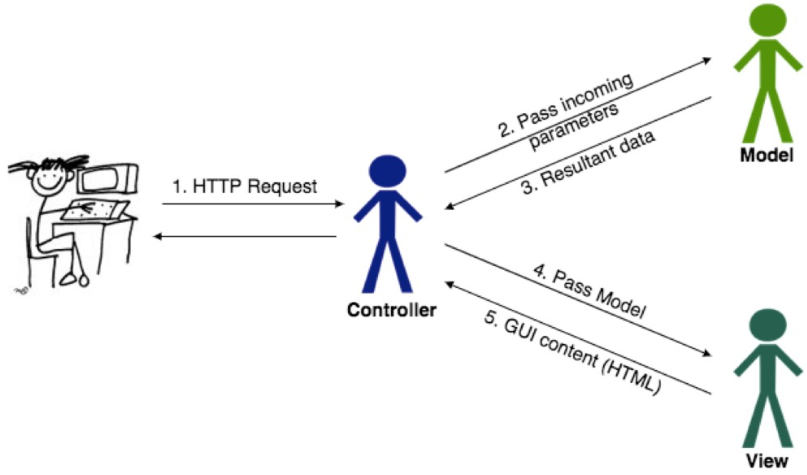 1. HTTP Request
2. Pass incoming
parameters
3. Resultant data
Model
Controller
4. Pass Model
5. GUI content (HTML)
View